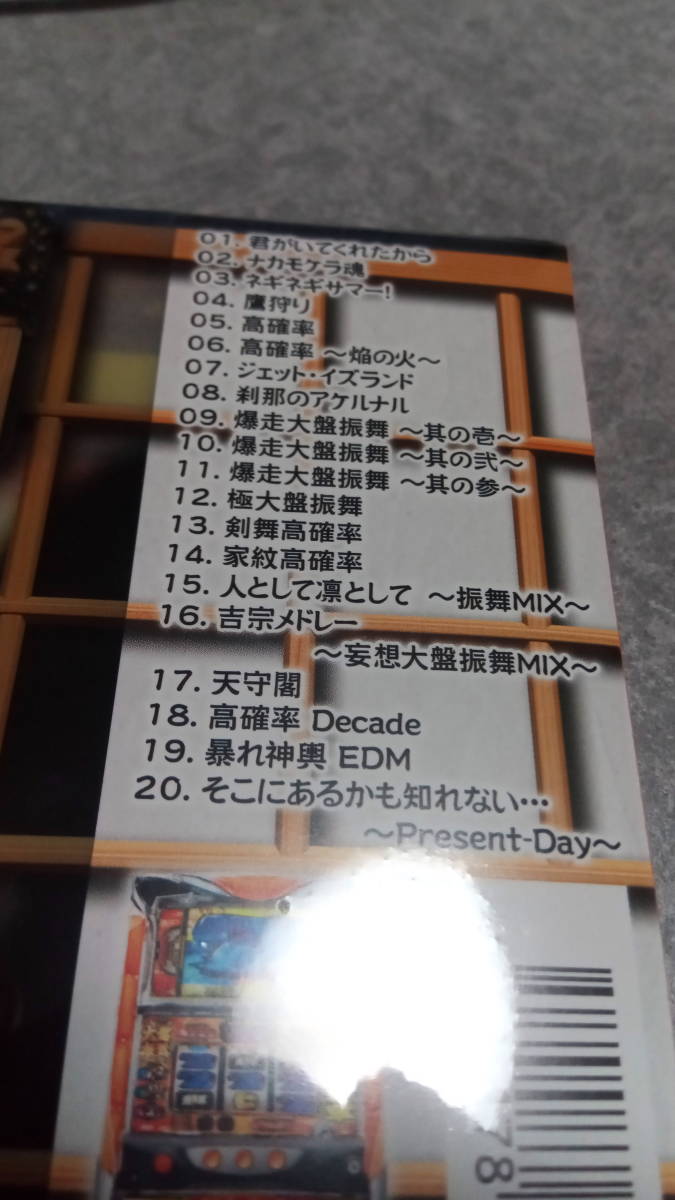 01. 君がいてくれたから
02. ナカモケラ魂
03. ネギネギサマー!
04. 鷹狩り
05. 高確率
06. 高確率 ～焔の火～
07. ジェット・イズランド
08. 刹那のアケルナル
09. 爆走大盤振舞 ～其の壱～
10. 爆走大盤振舞 ～其の弐～
11. 爆走大盤振舞 ～其の参～
12. 極大盤振舞
13. 剣舞高確率
14. 家紋高確率
15. 人として凛として ～振舞MIX～
16. 吉宗メドレー
～妄想大盤振舞MIX～
17. 天守閣
18. 高確率 Decade
19. 暴れ神輿 EDM
20. そこにあるかも知れない…
～Present-Day～
78